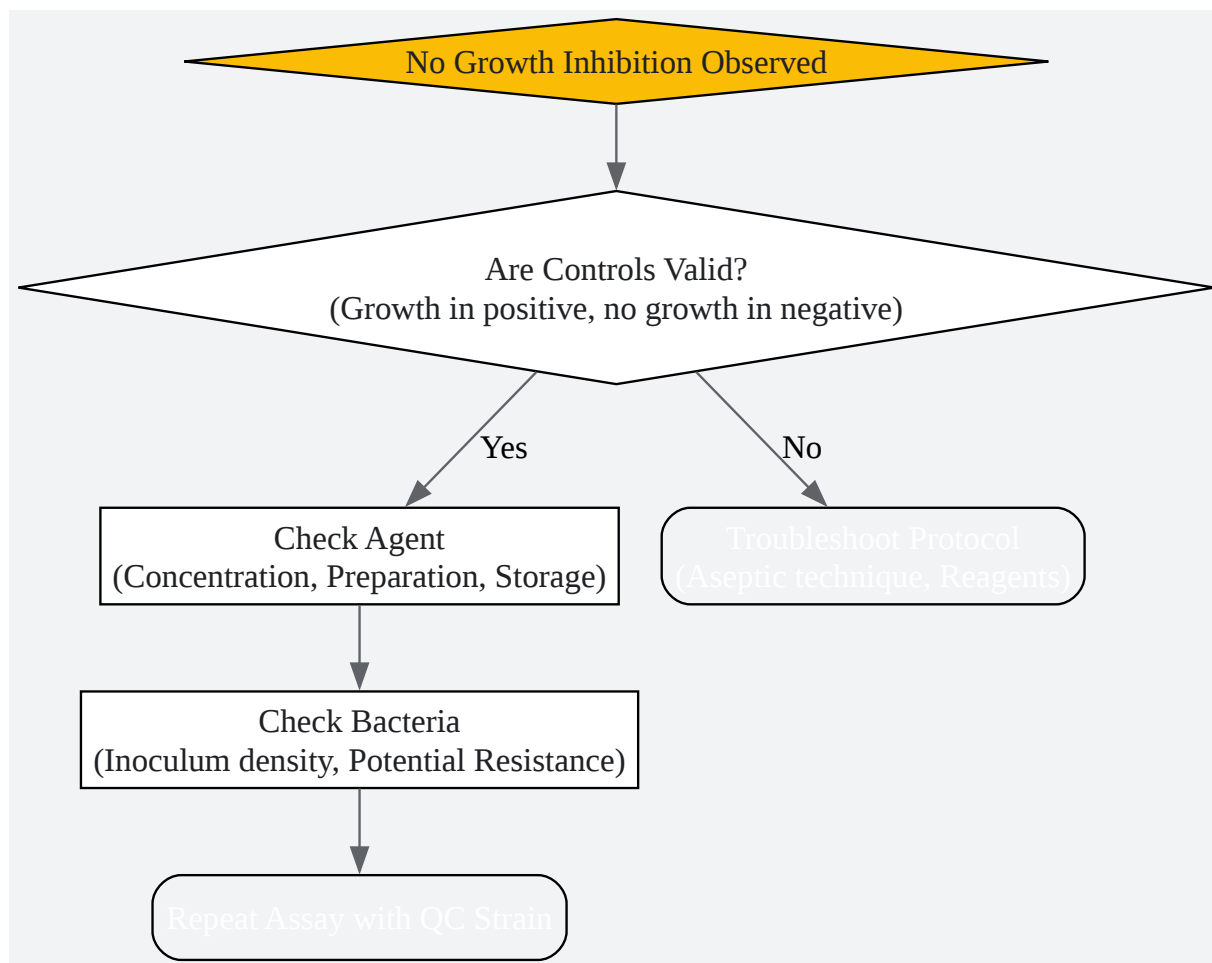 No Growth Inhibition Observed
Are Controls Valid?
(Growth in positive, no growth in negative)
Yes
No
Check Agent
(Concentration, Preparation, Storage)
Troubleshoot Protocol
(Aseptic technique, Reagents)
Check Bacteria
(Inoculum density, Potential Resistance)
Repeat Assay with QC Strain